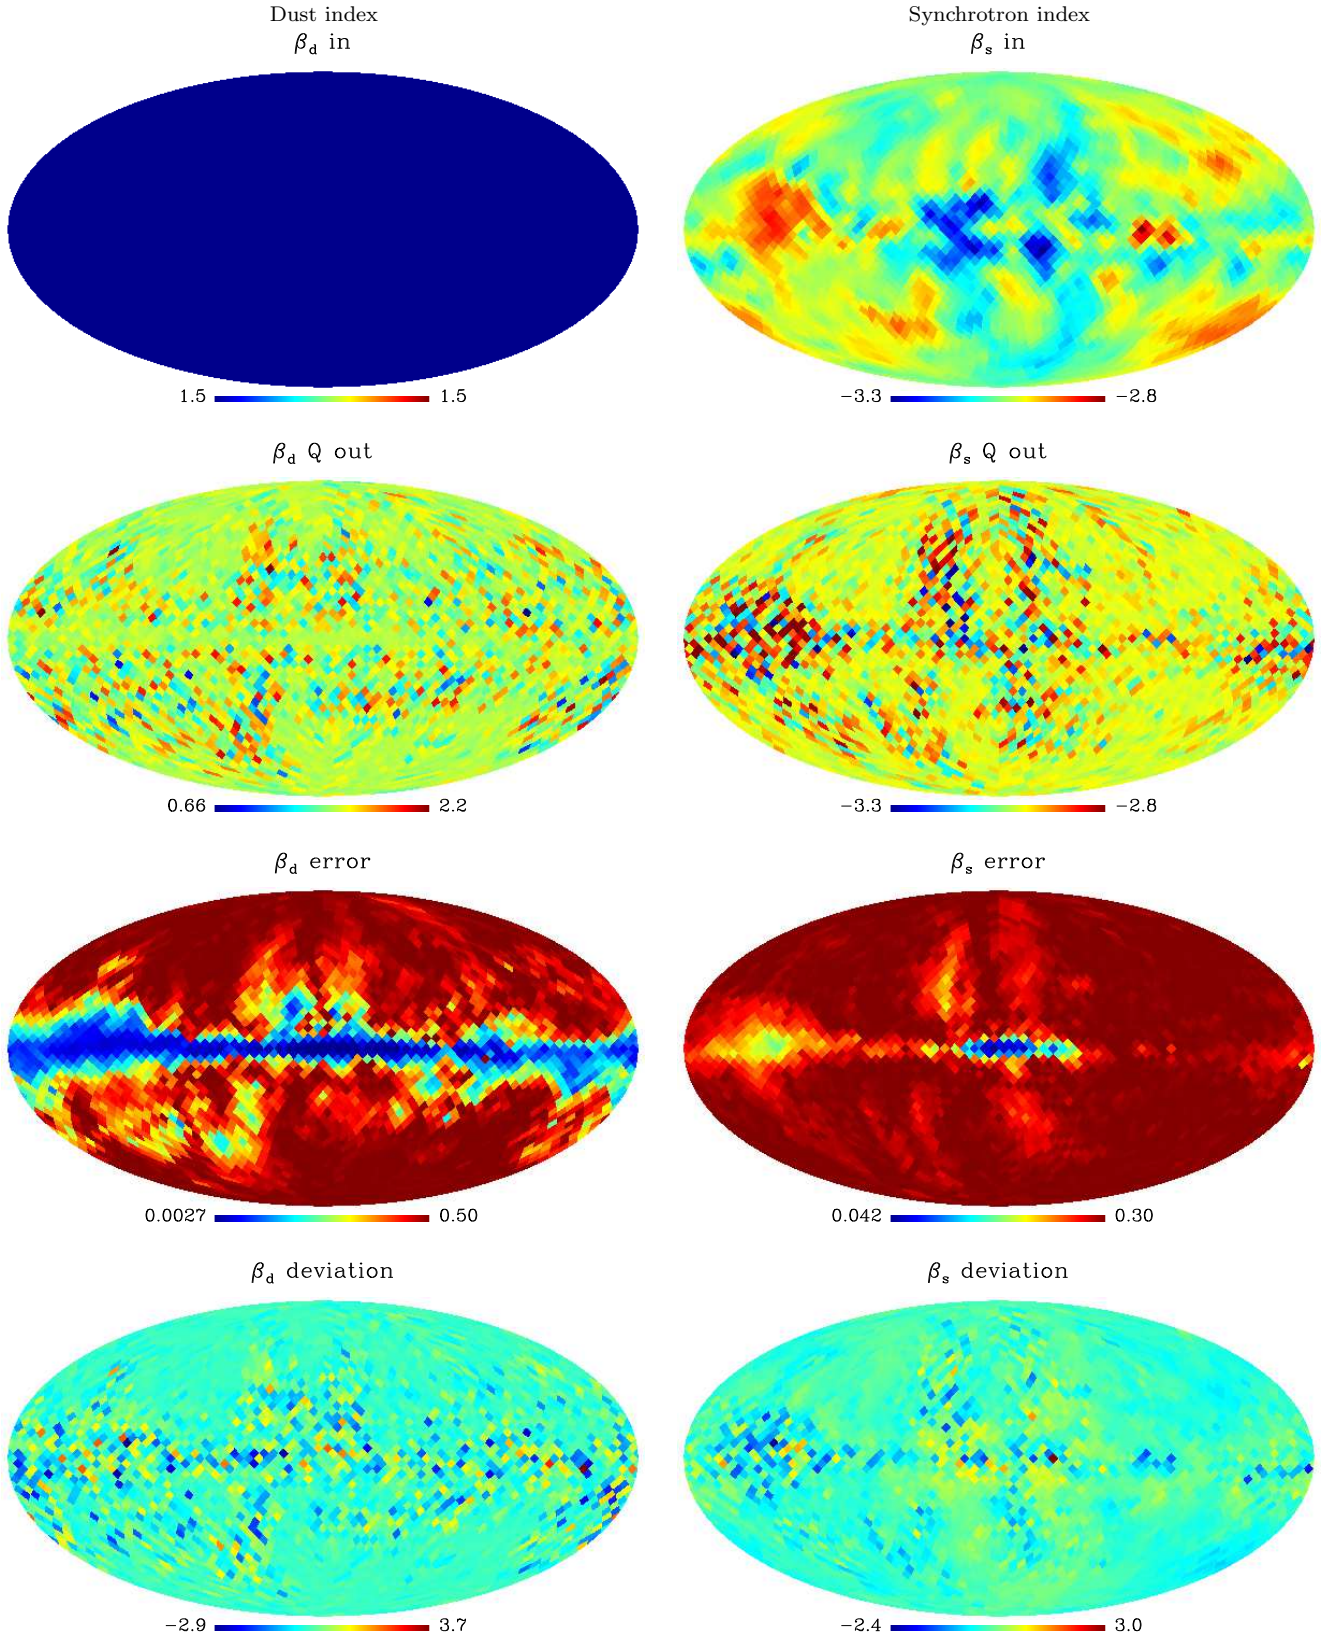 Dust index
Synchrotron index
β_d in
β_s in
1.5 1.5
−3.3 −2.8
β_d Q out
β_s Q out
0.66 2.2
−3.3 −2.8
β_d error
β_s error
0.0027 0.50
0.042 0.30
β_d deviation
β_s deviation
−2.9 3.7
−2.4 3.0